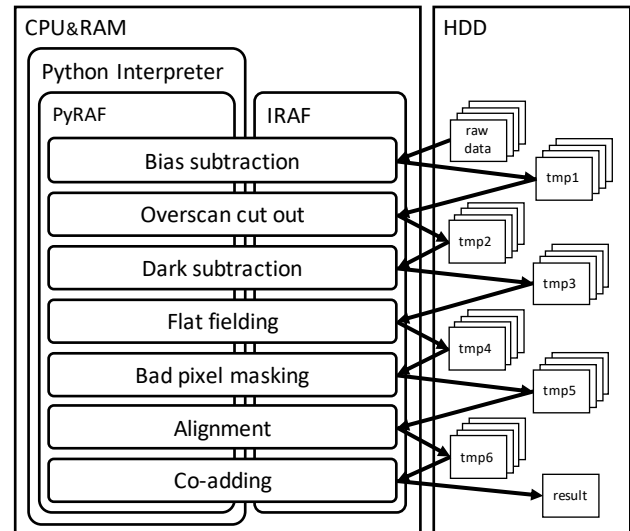 CPU&RAM
HDD
Python Interpreter
PyRAF
IRAF
raw
data
Bias subtraction
tmp1
Overscan cut out
tmp2
Dark subtraction
tmp3
Flat fielding
tmp4
Bad pixel masking
tmp5
Alignment
tmp6
Co-adding
result